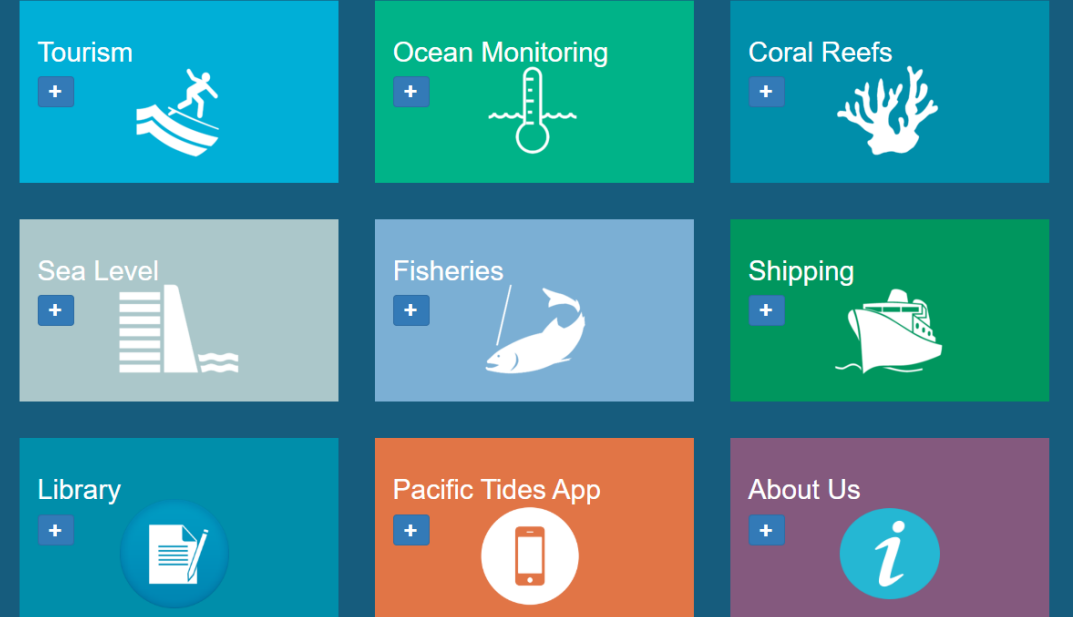 Tourism
Ocean Monitoring
Coral Reefs
Sea Level
Fisheries
Shipping
Library
Pacific Tides App
About Us